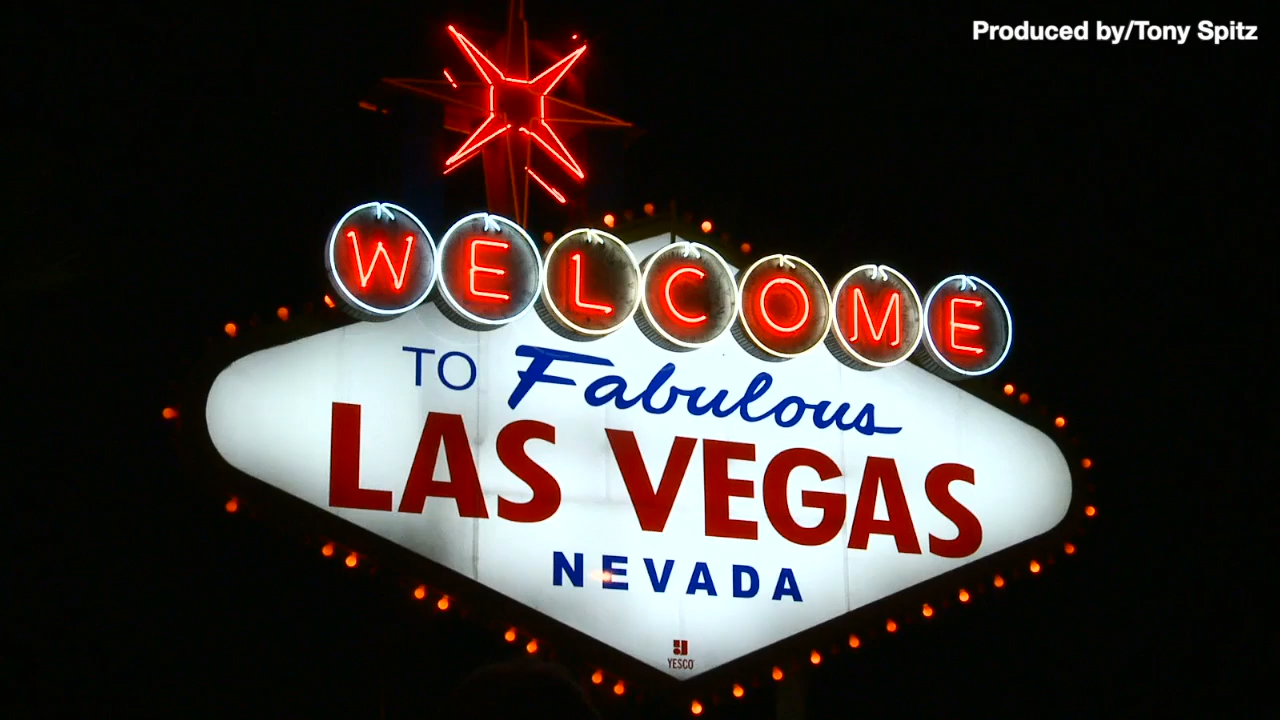 Produced by/Tony Spitz
WELCOME
TO Fabulous
LAS VEGAS
NEVADA
YESCO